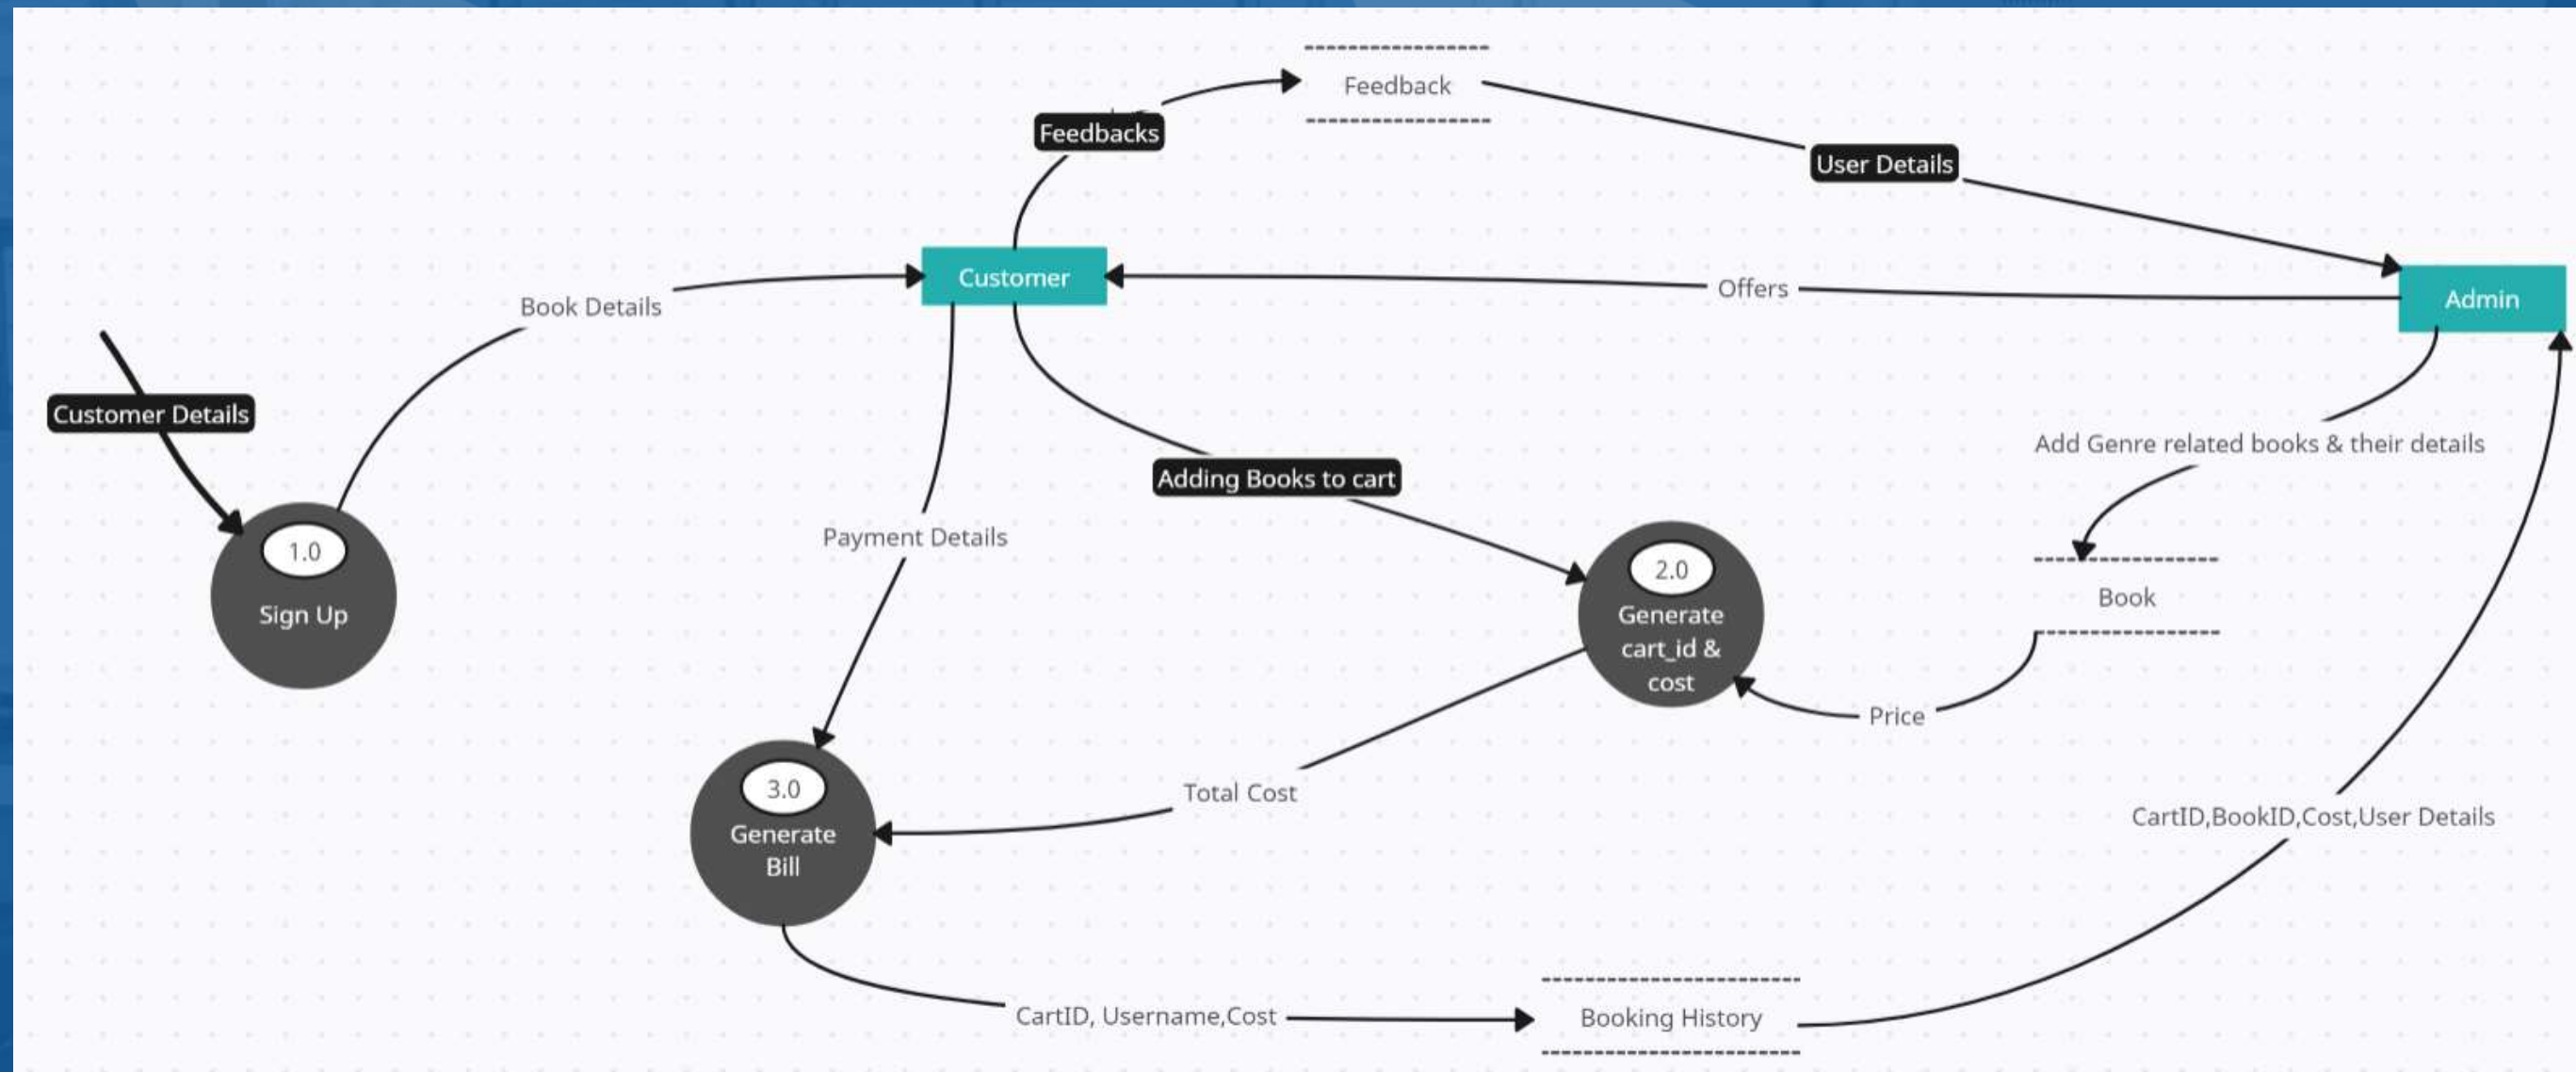 Feedback
Feedbacks
User Details
Customer
Offers
Admin
Book Details
Customer Details
Add Genre related books & their details
Adding Books to cart
Payment Details
1.0
Sign Up
2.0
Generate
cart_id &
cost
Book
Price
3.0
Generate
Bill
Total Cost
CartID,BookID,Cost,User Details
CartID, Username,Cost
Booking History